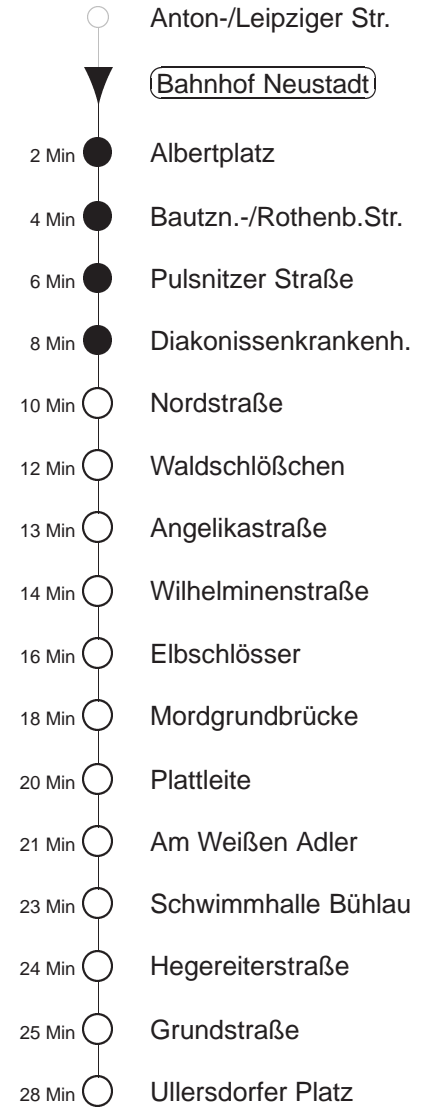 Anton-/Leipziger Str.
Bahnhof Neustadt
2 Min Albertplatz
4 Min Bautzn.-/Rothenb.Str.
6 Min Pulsnitzer Straße
8 Min Diakonissenkrankenh.
10 Min Nordstraße
12 Min Waldschlößchen
13 Min Angelikastraße
14 Min Wilhelminenstraße
16 Min Elbschlösser
18 Min Mordgrundbrücke
20 Min Plattleite
21 Min Am Weißen Adler
23 Min Schwimmhalle Bühlau
24 Min Hegereiterstraße
25 Min Grundstraße
28 Min Ullersdorfer Platz